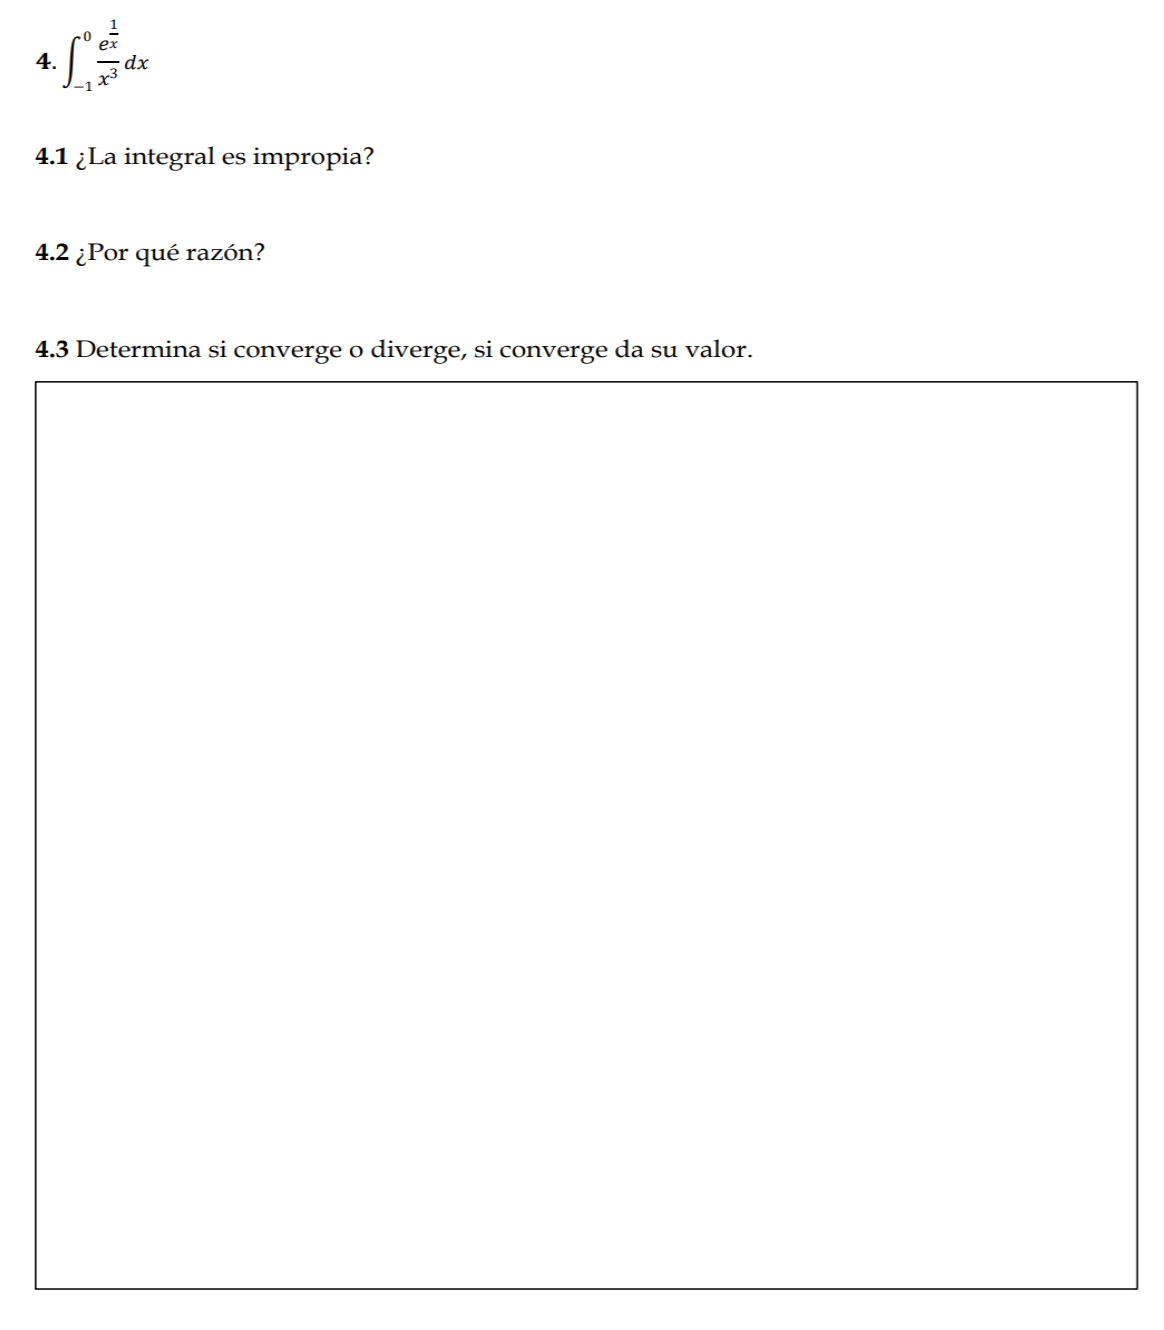 4. ∫_{-1}^{0} \frac{e^{\frac{1}{x}}}{x^3} dx
4.1 ¿La integral es impropia?
4.2 ¿Por qué razón?
4.3 Determina si converge o diverge, si converge da su valor.